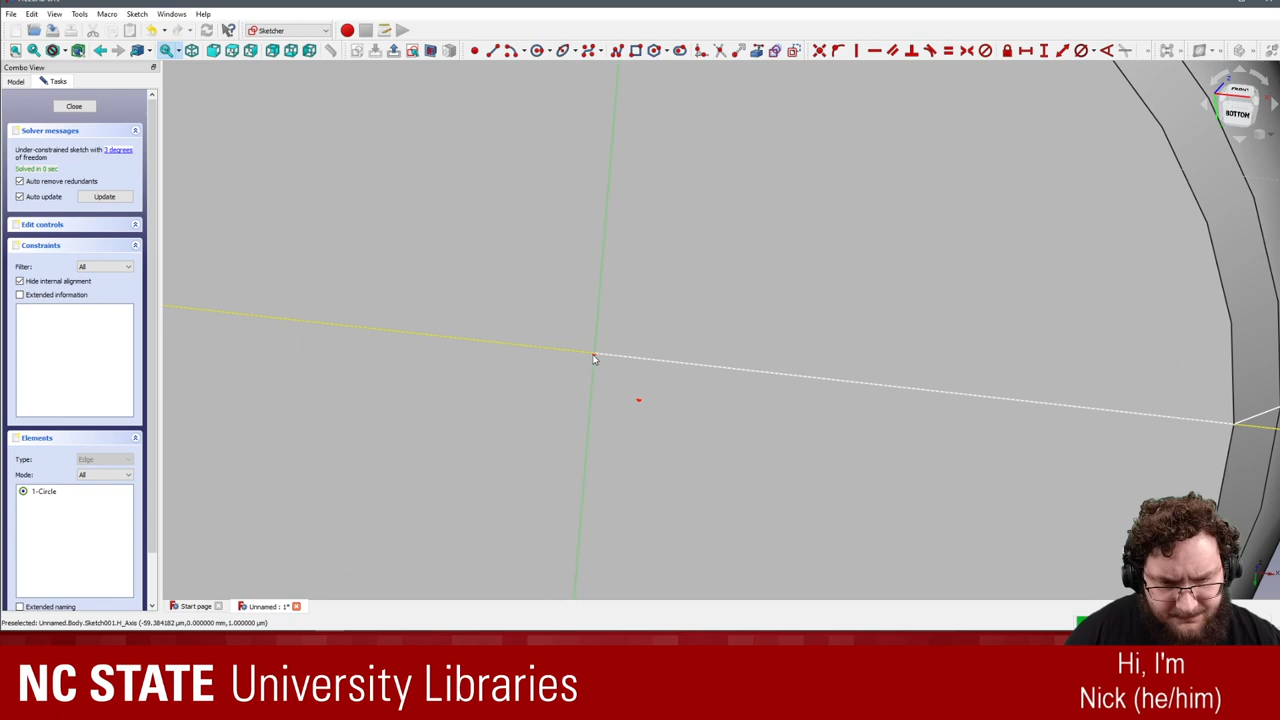 File Edit View Tools Macro Sketch Windows Help
Sketcher
Combo View
Model Tasks
Close
Solver messages
Under-constrained sketch with 3 degrees
of freedom
Solved in 0 sec
Auto remove redundants
Auto update Update
Edit controls
Constraints
Filter: All
Hide internal alignment
Extended information
Elements
Type: Edge
Mode: All
1-Circle
Extended naming
BOTTOM
Start page Unnamed : 1*
Preselected: Unnamed.Body.Sketch001.H_Axis (-59.384182 µm,0.000000 mm,1.000000 µm)
NC STATE University Libraries
Hi, I'm
Nick (he/him)